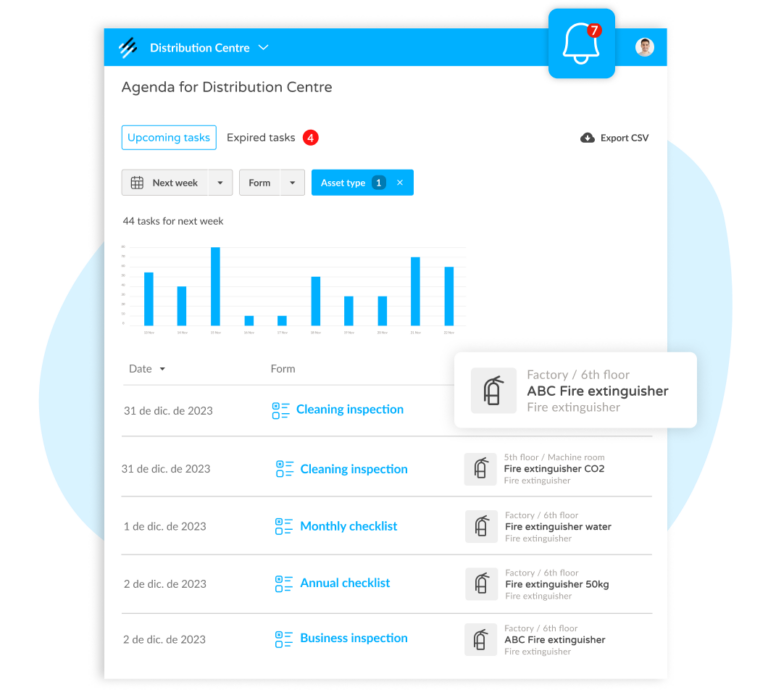 7
Distribution Centre
Agenda for Distribution Centre
Upcoming tasks
Expired tasks 4
Export CSV
Next week
Form
Asset type 1 ×
44 tasks for next week
Date
Form
31 de dic. de 2023
Cleaning inspection
Factory / 6th floor
ABC Fire extinguisher
Fire extinguisher
31 de dic. de 2023
Cleaning inspection
5th floor / Machine room
Fire extinguisher CO2
Fire extinguisher
1 de dic. de 2023
Monthly checklist
Factory / 6th floor
Fire extinguisher water
Fire extinguisher
2 de dic. de 2023
Annual checklist
Factory / 6th floor
Fire extinguisher 50kg
Fire extinguisher
2 de dic. de 2023
Business inspection
Factory / 6th floor
ABC Fire extinguisher
Fire extinguisher